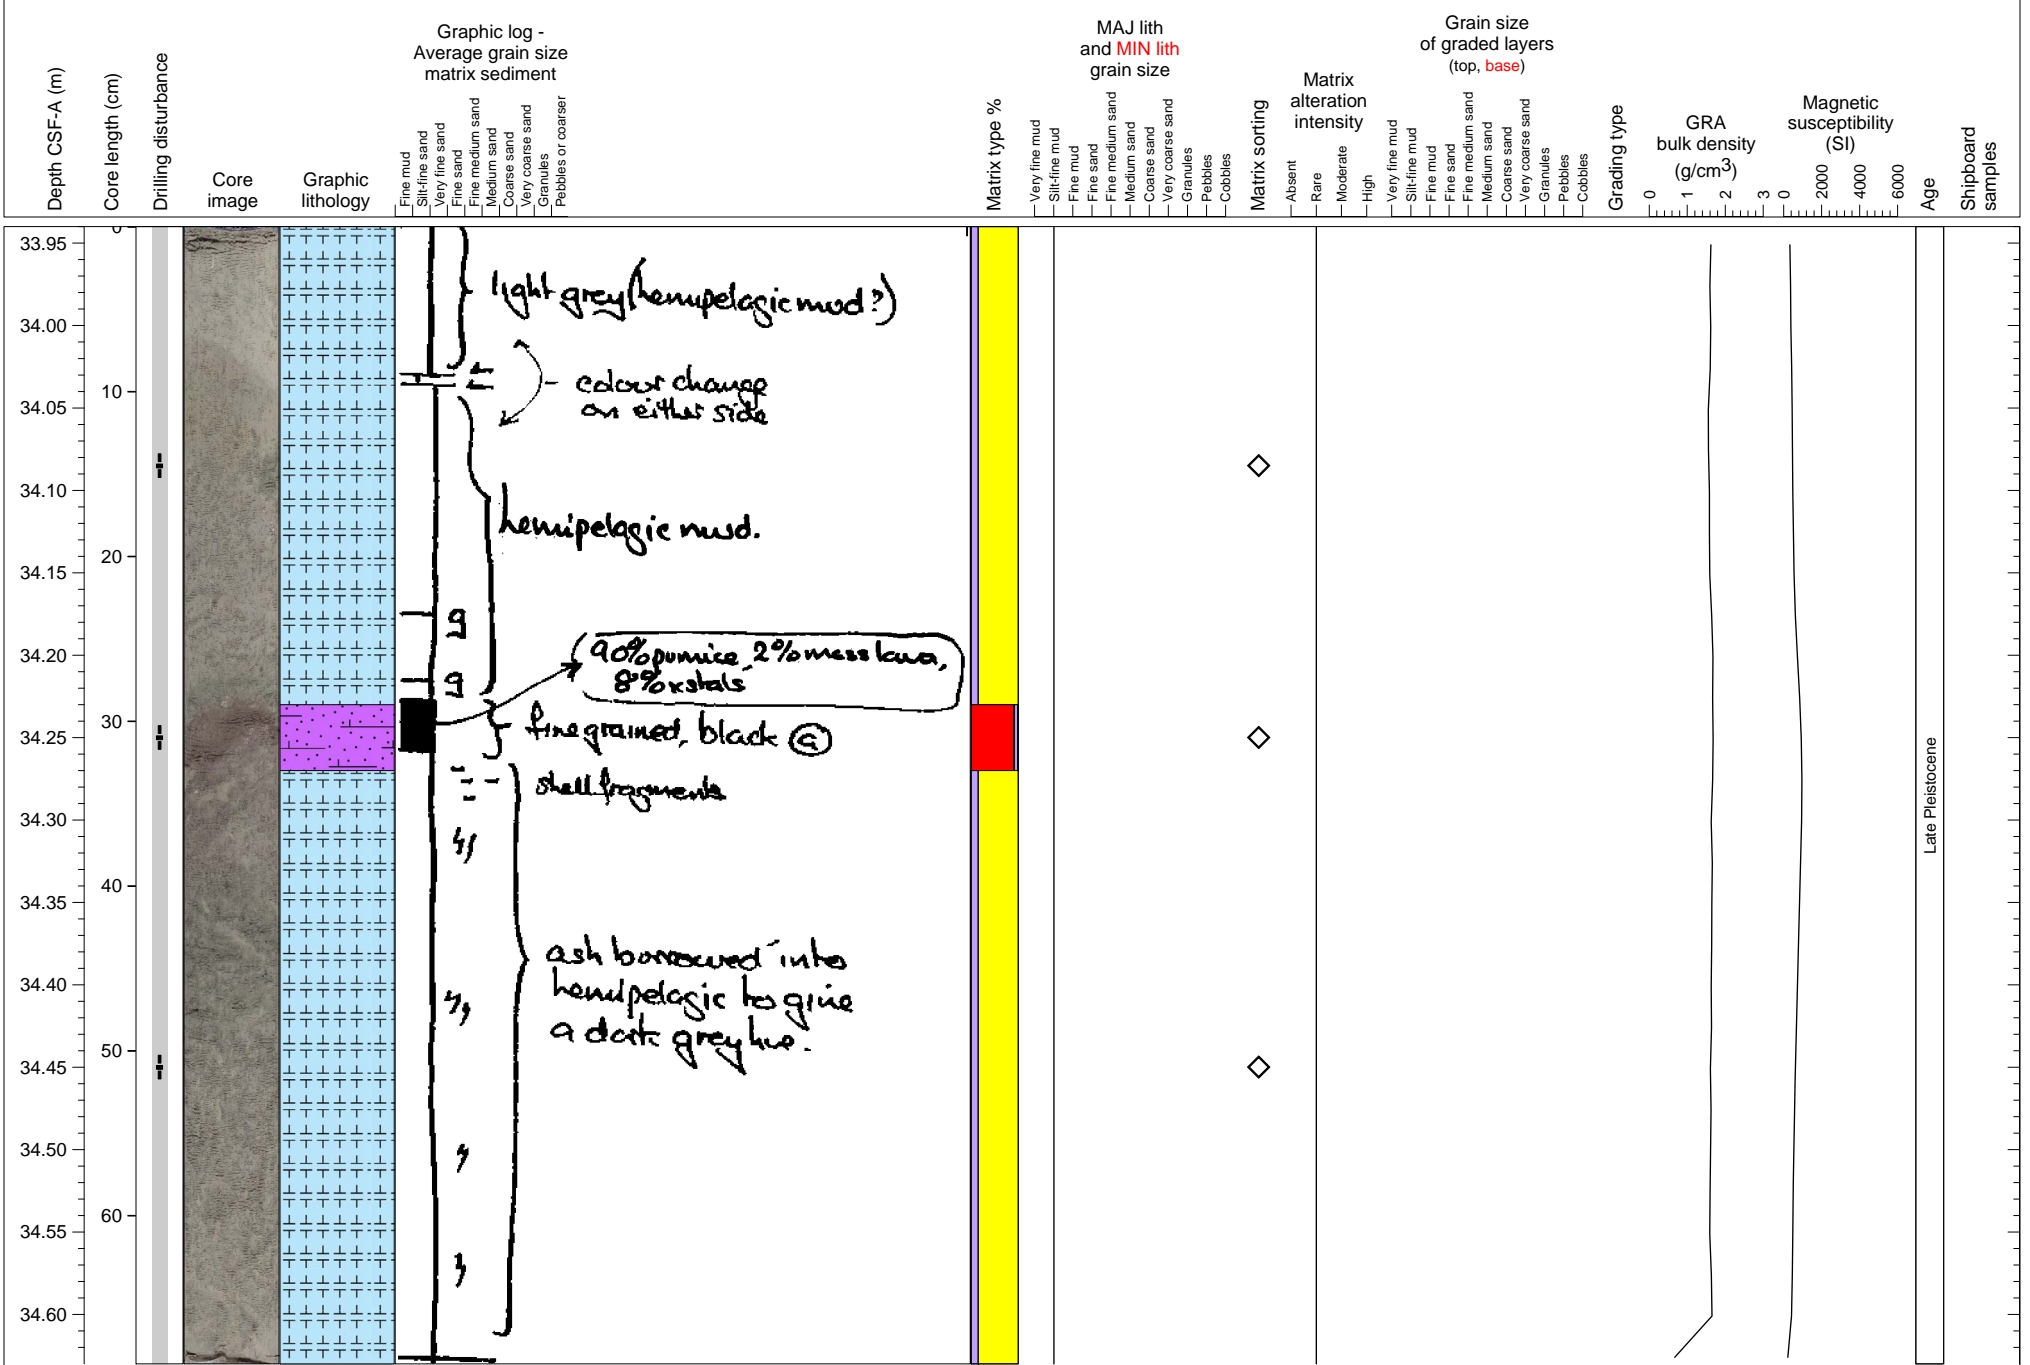 Depth CSF-A (m)
Core length (cm)
Drilling disturbance
Core
image
Graphic
lithology
Graphic log -
Average grain size
matrix sediment
Fine mud
Silt-fine sand
Very fine sand
Fine sand
Fine medium sand
Medium sand
Coarse sand
Very coarse sand
Granules
Pebbles or coarser
Matrix type %
MAJ lith
and MIN lith
grain size
Very fine mud
Silt-fine mud
Fine mud
Fine sand
Fine medium sand
Medium sand
Coarse sand
Very coarse sand
Granules
Pebbles
Cobbles
Matrix sorting
Matrix
alteration
intensity
Absent
Rare
Moderate
High
Grain size
of graded layers
(top, base)
Very fine mud
Silt-fine mud
Fine mud
Fine sand
Fine medium sand
Medium sand
Coarse sand
Very coarse sand
Granules
Pebbles
Cobbles
Grading type
GRA
bulk density
(g/cm3)
0 1 2 3
Magnetic
susceptibility
(SI)
0 2000 4000 6000
Age
Shipboard
samples
33.95
34.00
34.05
34.10
34.15
34.20
34.25
34.30
34.35
34.40
34.45
34.50
34.55
34.60
0
10
20
30
40
50
60
light grey (hemipelagic mud?)
colour change
on either side
hemipelagic mud.
90% pumice, 2% mess lava,
8% xstals
fine grained, black a
shell fragments
ash borrowed into
hemipelagic to give
a dark grey hue.
Late Pleistocene